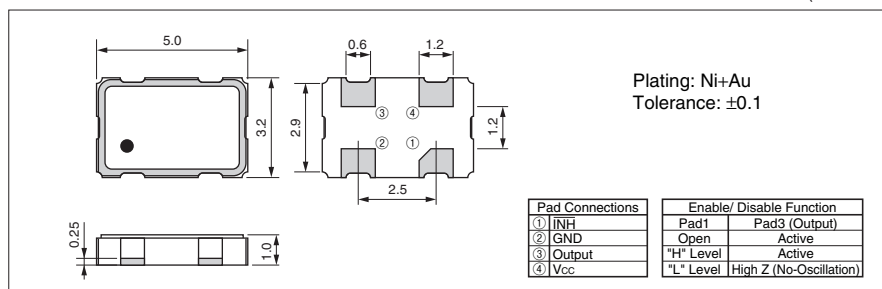 5.0
3.2
0.25
1.0
0.6
1.2
2.9
③ ④
② ①
1.2
2.5
Plating: Ni+Au
Tolerance: ±0.1
Pad Connections
① INH
② GND
③ Output
④ Vcc
Enable/ Disable Function
Pad1 Pad3 (Output)
Open Active
"H" Level Active
"L" Level High Z (No-Oscillation)